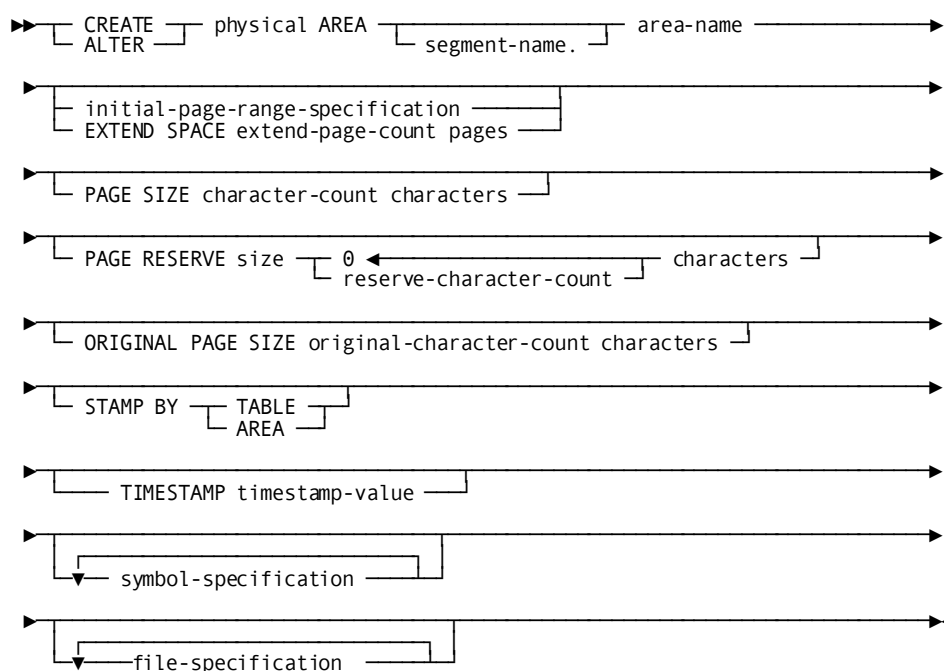 CREATE physical AREA segment-name. area-name
ALTER
initial-page-range-specification
EXTEND SPACE extend-page-count pages
PAGE SIZE character-count characters
PAGE RESERVE size 0 characters
reserve-character-count
ORIGINAL PAGE SIZE original-character-count characters
STAMP BY TABLE
AREA
TIMESTAMP timestamp-value
symbol-specification
file-specification